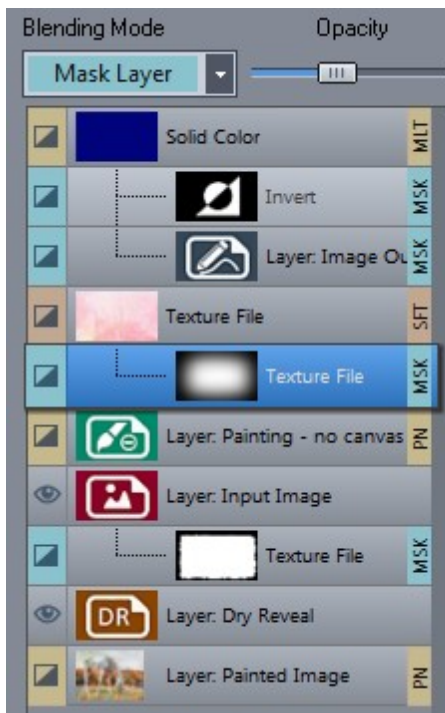 Blending Mode Opacity
Mask Layer
Solid Color MLT
Invert MSK
Layer: Image Ou MSK
Texture File SFT
Texture File MSK
Layer: Painting - no canvas PN
Layer: Input Image
Texture File MSK
DR Layer: Dry Reveal
Layer: Painted Image PN